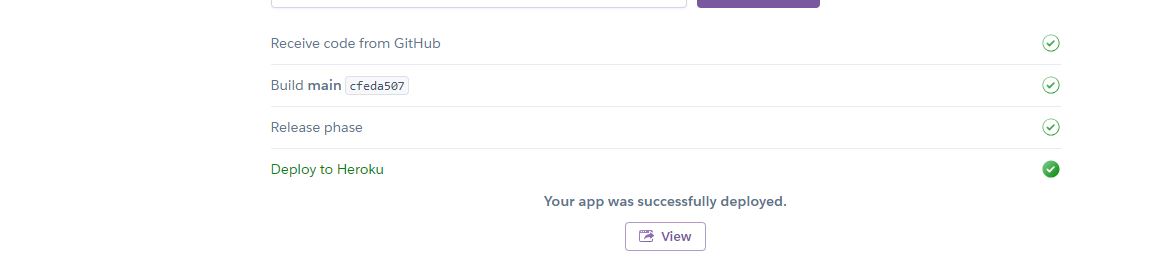 Receive code from GitHub
Build main cfeda507
Release phase
Deploy to Heroku
Your app was successfully deployed.
View